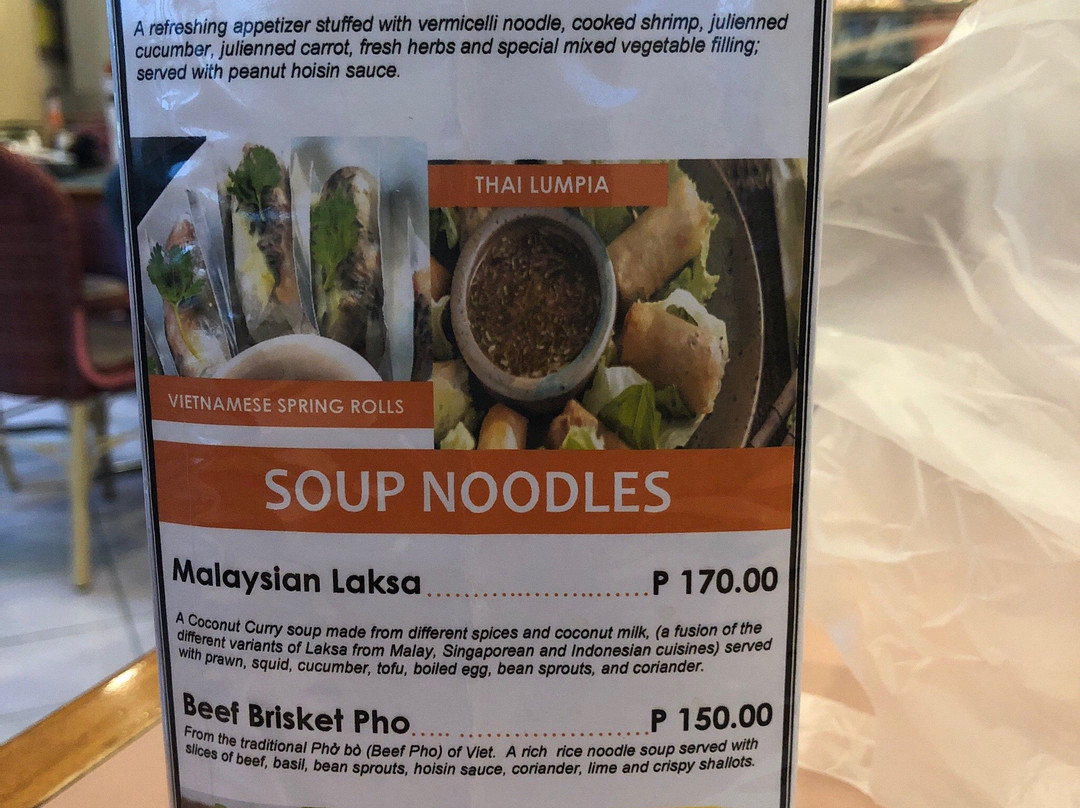 A refreshing appetizer stuffed with vermicelli noodle, cooked shrimp, julienned
cucumber, julienned carrot, fresh herbs and special mixed vegetable filling;
served with peanut hoisin sauce.
THAI LUMPIA
VIETNAMESE SPRING ROLLS
SOUP NOODLES
Malaysian Laksa........................P 170.00
A Coconut Curry soup made from different spices and coconut milk, (a fusion of the
different variants of Laksa from Malay, Singaporean and Indonesian cuisines) served
with prawn, squid, cucumber, tofu, boiled egg, bean sprouts, and coriander.
Beef Brisket Pho..........................P 150.00
From the traditional Phở bò (Beef Pho) of Viet. A rich rice noodle soup served with
slices of beef, basil, bean sprouts, hoisin sauce, coriander, lime and crispy shallots.